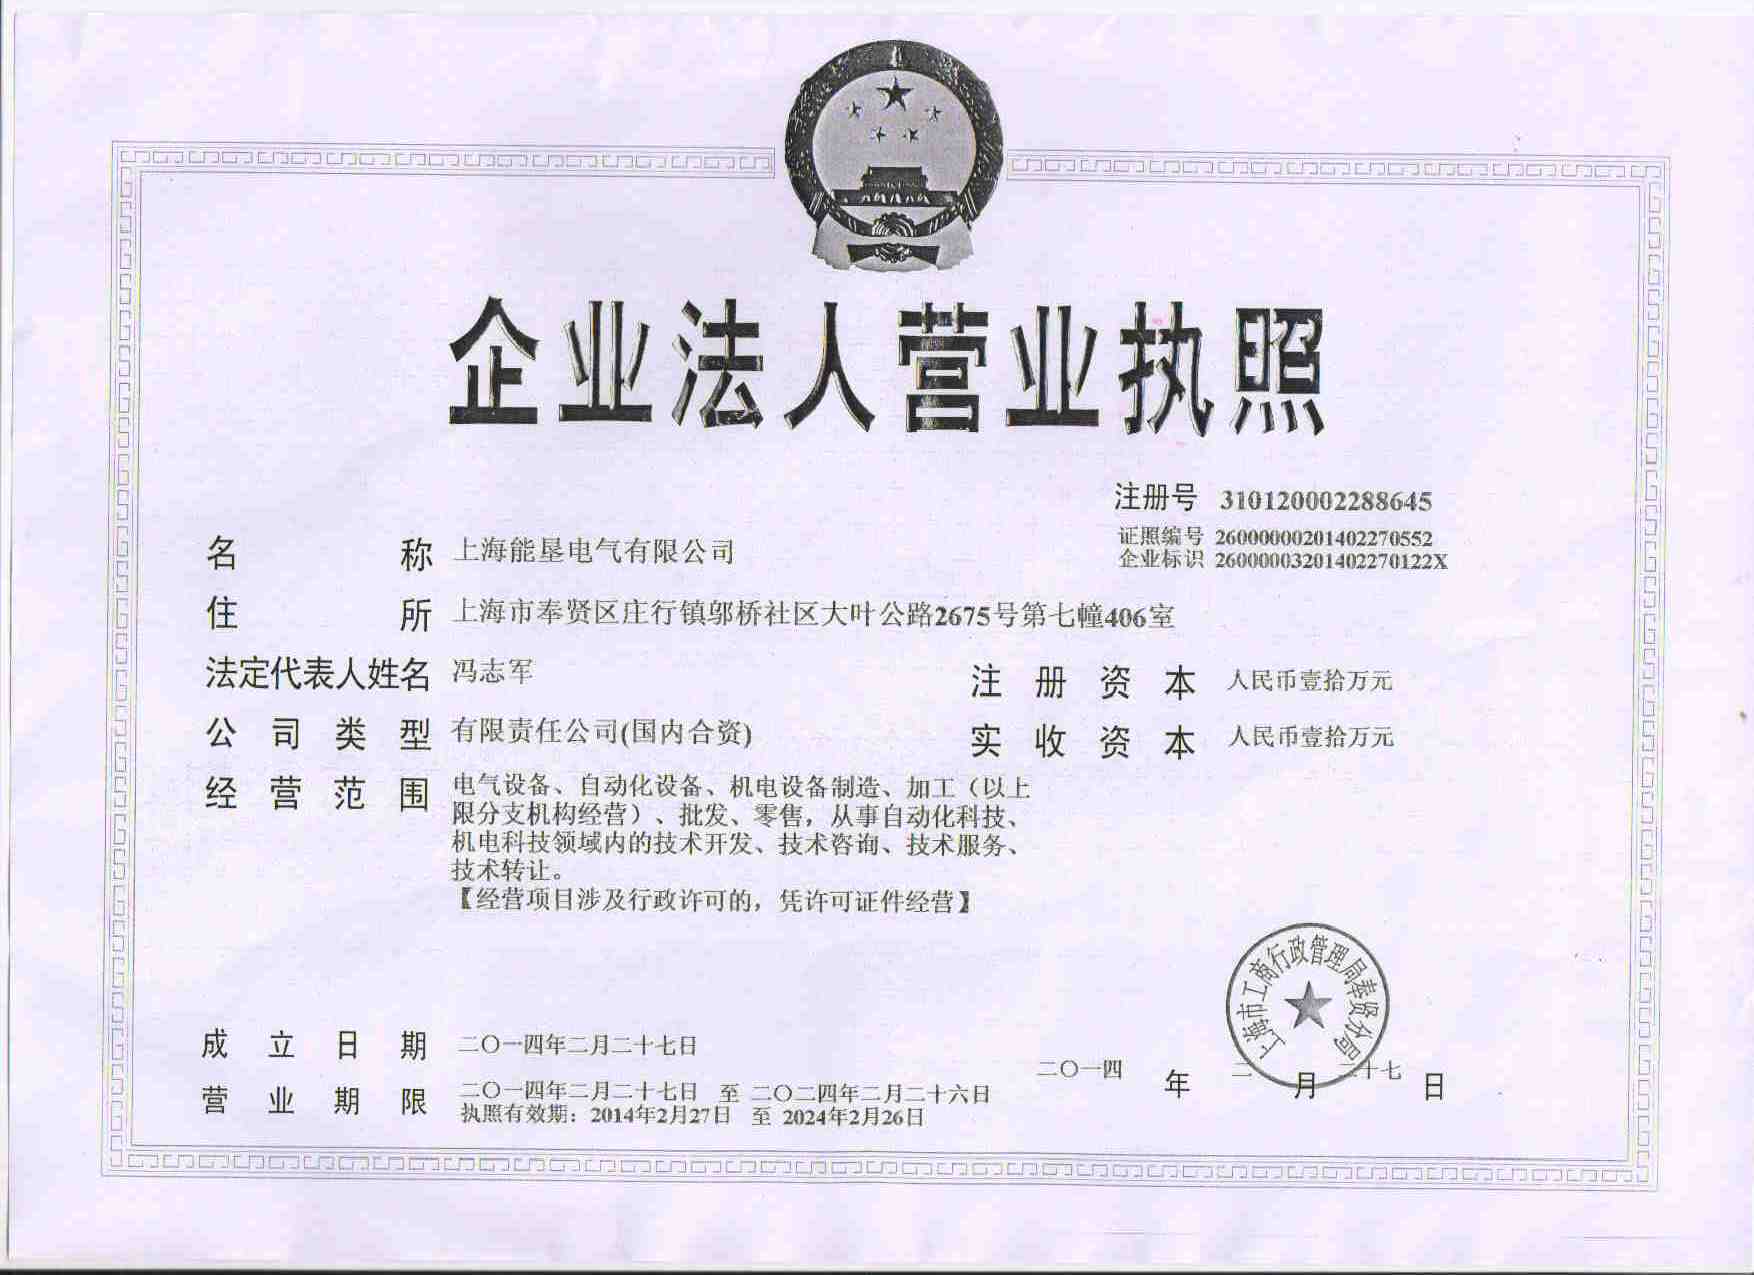 企业法人营业执照
注册号 310120002288645
证照编号 26000000201402270552
企业标识 26000003201402270122X
名称 上海能垦电气有限公司
住所 上海市奉贤区庄行镇邬桥社区大叶公路2675号第七幢406室
法定代表人姓名 冯志军
注册资本 人民币壹拾万元
公司类型 有限责任公司(国内合资)
实收资本 人民币壹拾万元
经营范围 电气设备、自动化设备、机电设备制造、加工（以上
限分支机构经营）、批发、零售，从事自动化科技、
机电科技领域内的技术开发、技术咨询、技术服务、
技术转让。
【经营项目涉及行政许可的，凭许可证件经营】
上海市工商行政管理局奉贤分局
成立日期 二〇一四年二月二十七日
二〇一四 年 二 月 二十七 日
营业期限 二〇一四年二月二十七日 至 二〇二四年二月二十六日
执照有效期：2014年2月27日 至 2024年2月26日